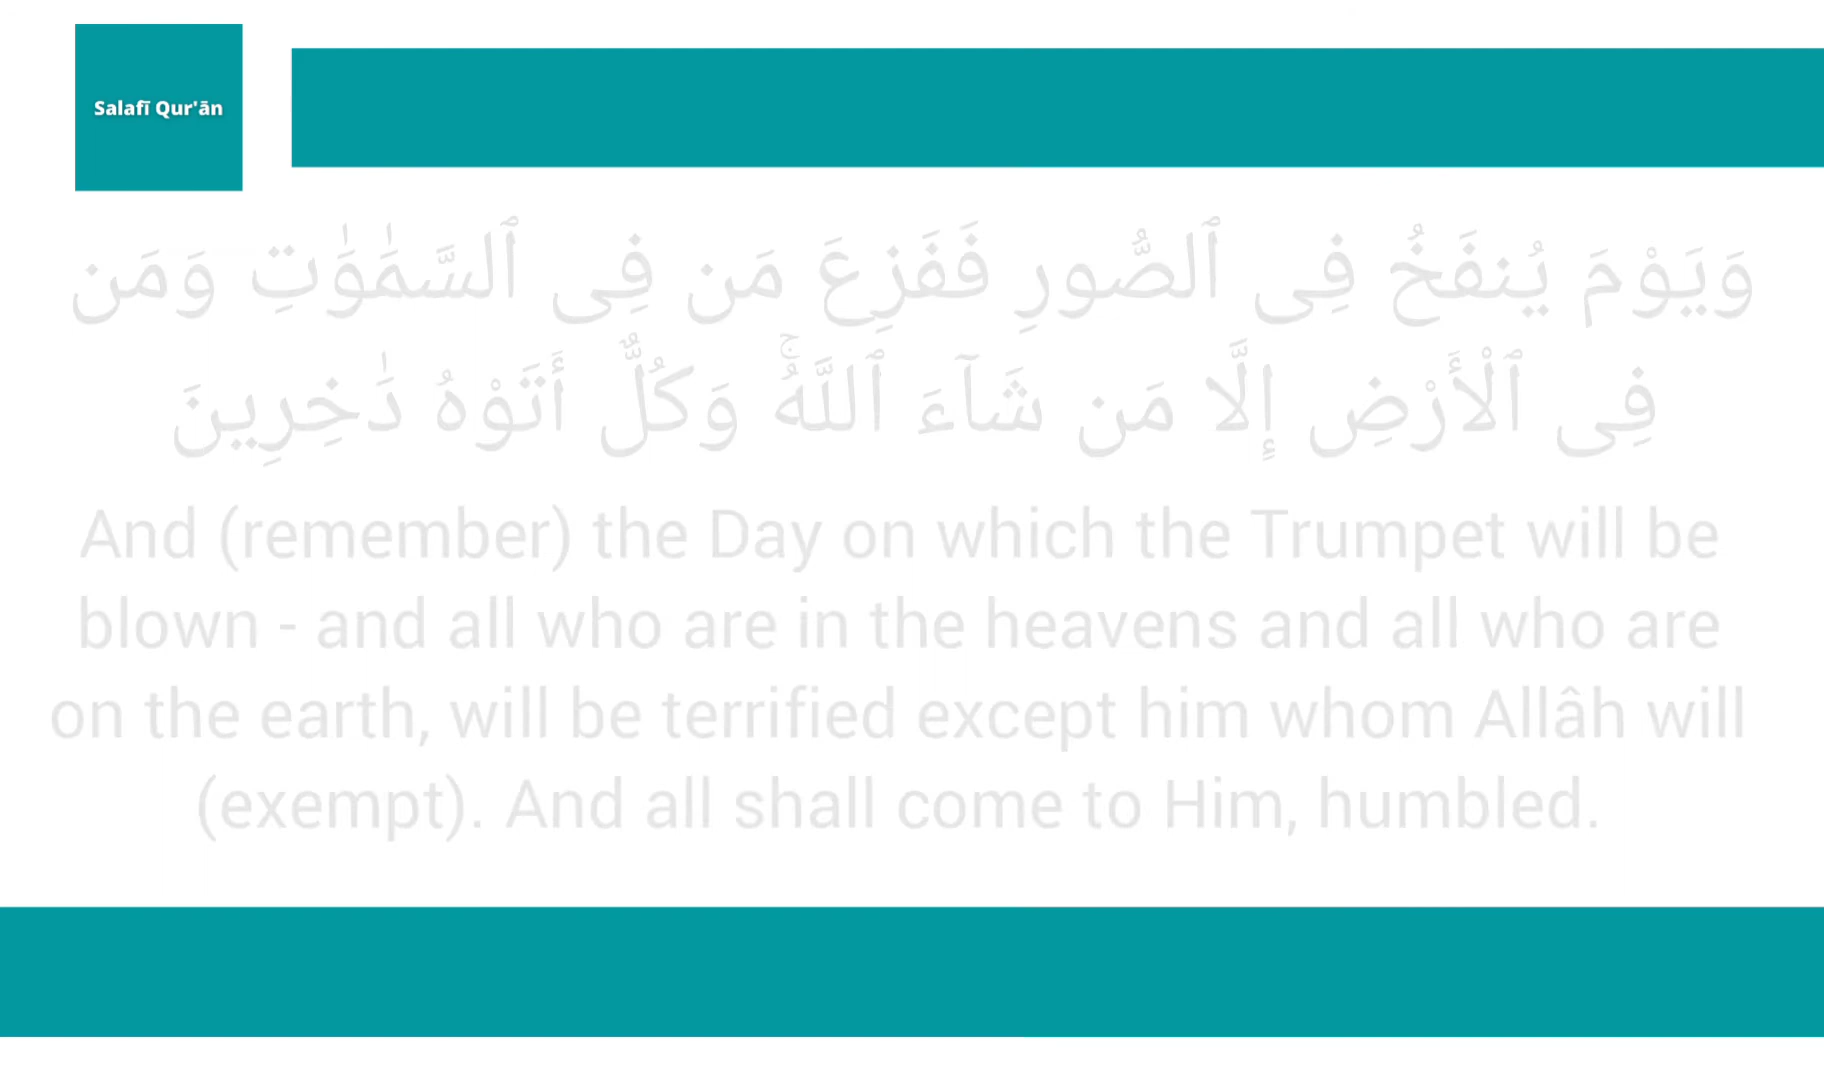 Salafī Qur'ān
وَيَوْمَ يُنفَخُ فِى ٱلصُّورِ فَفَزِعَ مَن فِى ٱلسَّمَٰوَٰتِ وَمَن
فِى ٱلْأَرْضِ إِلَّا مَن شَآءَ ٱللَّهُ ۚ وَكُلٌّ أَتَوْهُ دَٰخِرِينَ
And (remember) the Day on which the Trumpet will be
blown - and all who are in the heavens and all who are
on the earth, will be terrified except him whom Allâh will
(exempt). And all shall come to Him, humbled.